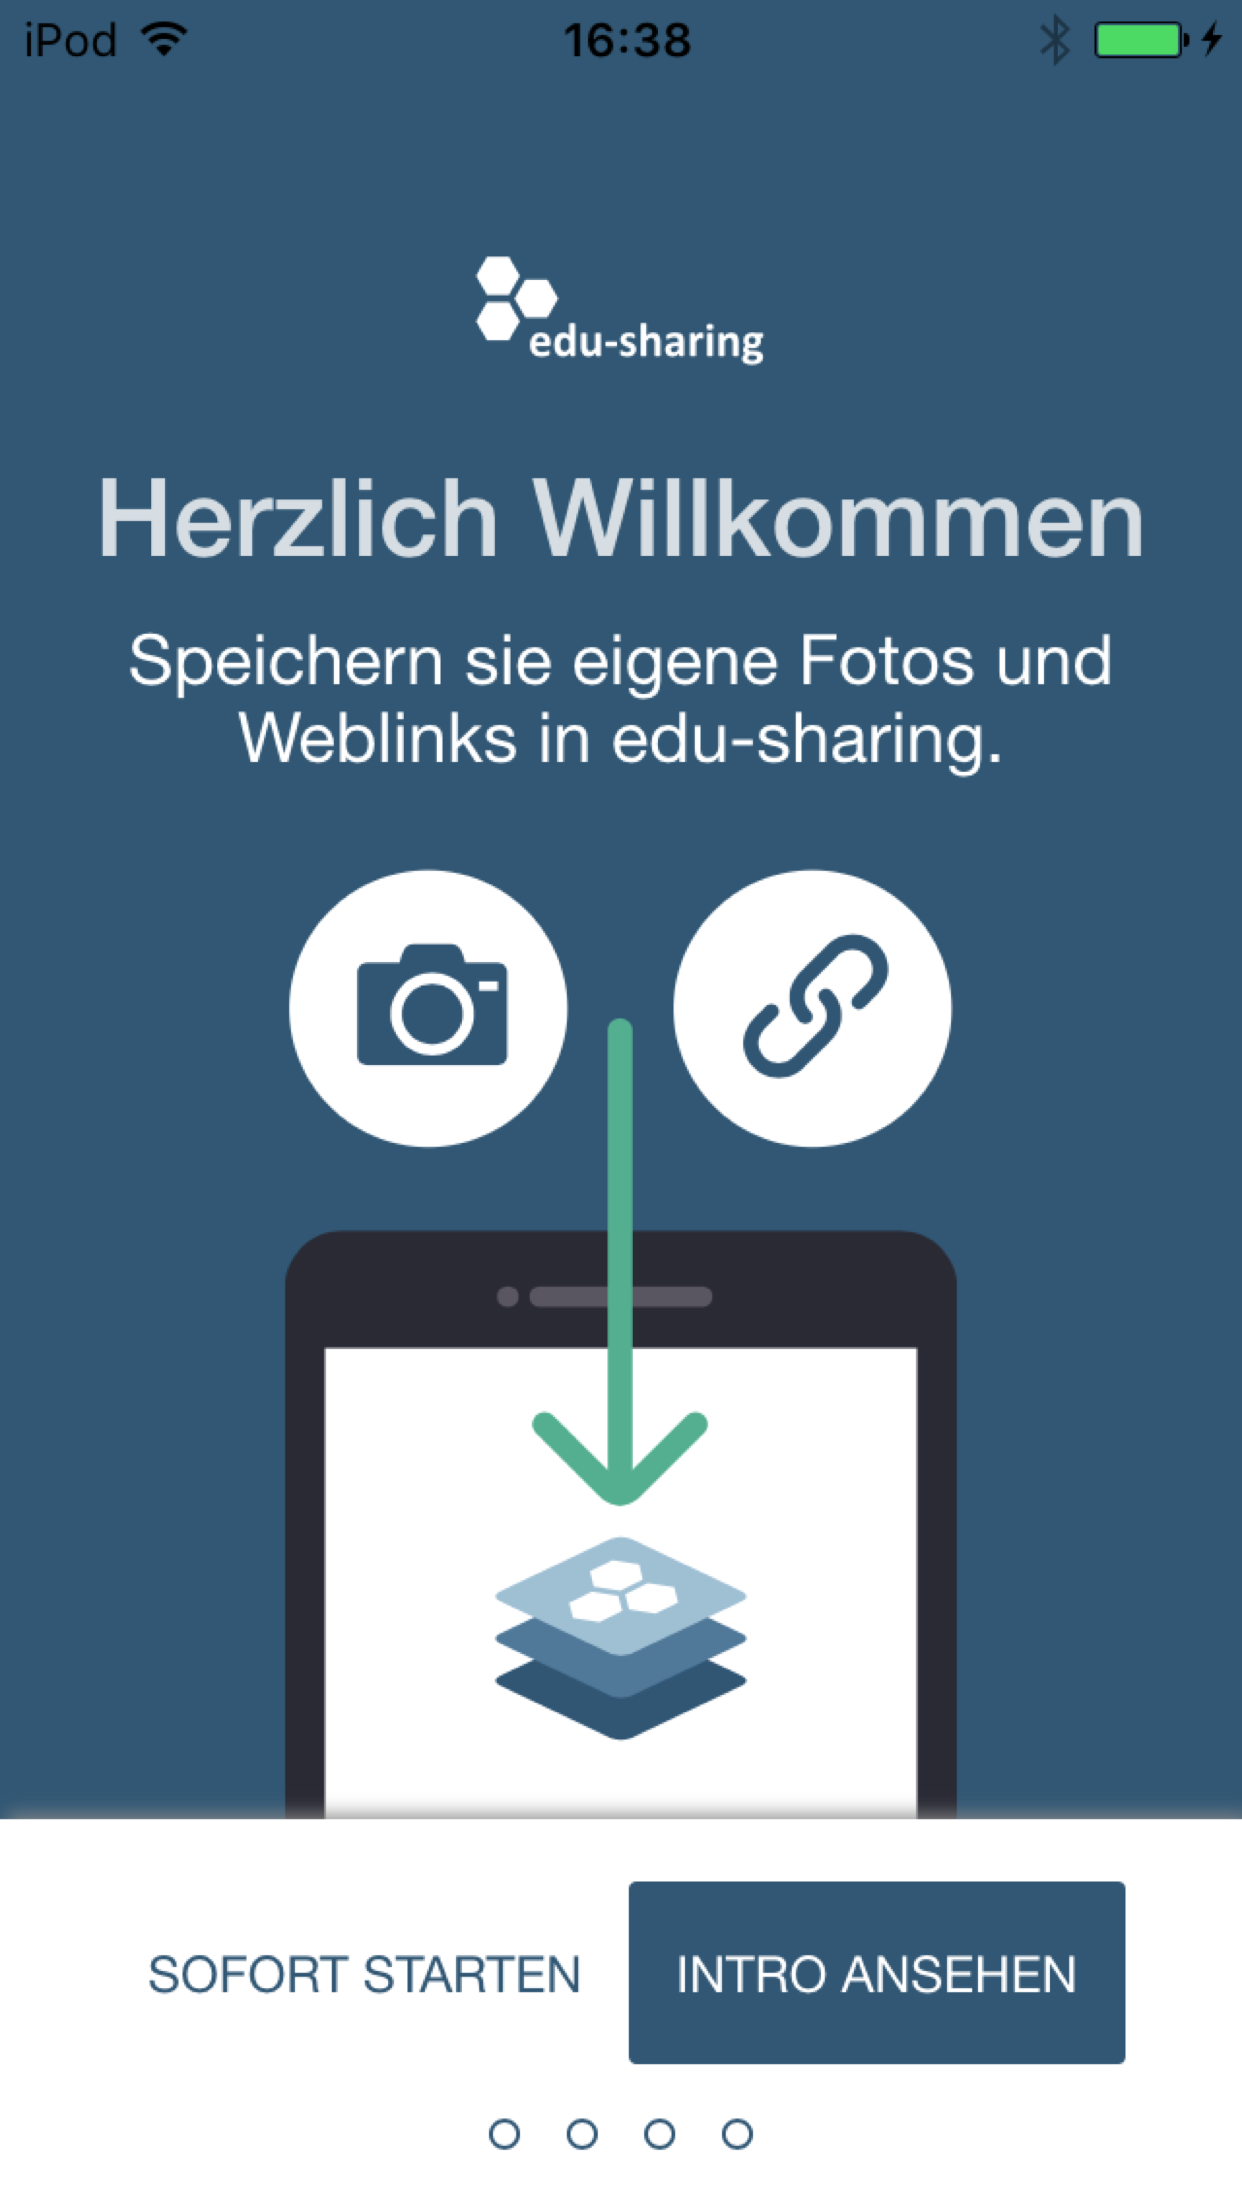 iPod 16:38
edu-sharing
Herzlich Willkommen
Speichern sie eigene Fotos und
Weblinks in edu-sharing.
SOFORT STARTEN INTRO ANSEHEN